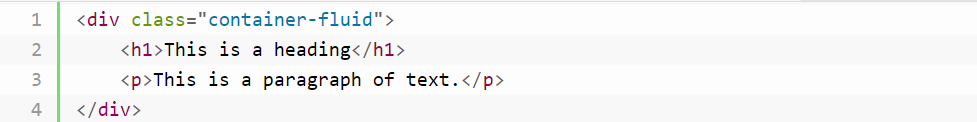 1 <div class="container-fluid">
2     <h1>This is a heading</h1>
3     <p>This is a paragraph of text.</p>
4 </div>